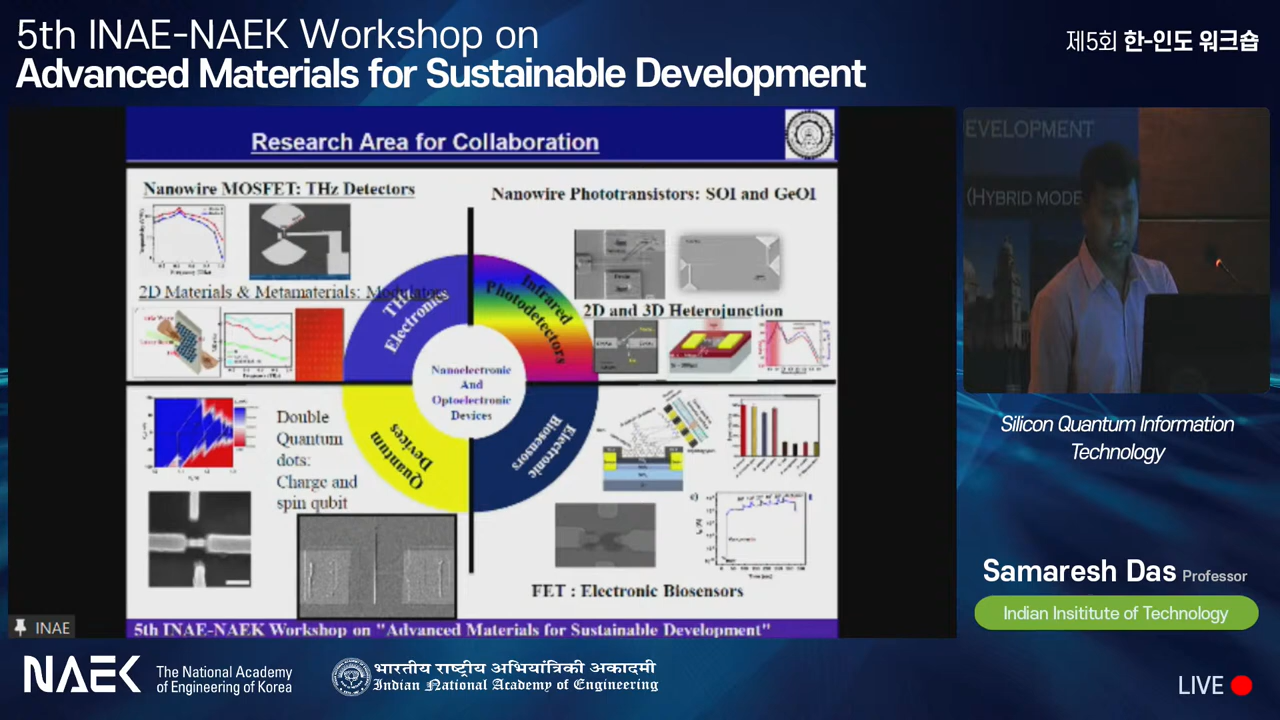 5th INAE-NAEK Workshop on
Advanced Materials for Sustainable Development
제5회 한-인도 워크숍
Research Area for Collaboration
Nanowire MOSFET: THz Detectors
Nanowire Phototransistors: SOI and GeOI
2D Materials & Metamaterials: Modulators
2D and 3D Heterojunction
THz
Electronics
Infrared
Photodetectors
Nanoelectronic
And
Optoelectronic
Devices
Quantum
Devices
Electronic
Biosensors
Double
Quantum
dots:
Charge and
spin qubit
FET : Electronic Biosensors
5th INAE-NAEK Workshop on "Advanced Materials for Sustainable Development"
INAE
EVELOPMENT
(HYBRID MODE
Silicon Quantum Information
Technology
Samaresh Das Professor
Indian Insititute of Technology
NAEK
The National Academy
of Engineering of Korea
भारतीय राष्ट्रीय अभियांत्रिकी अकादमी
Indian National Academy of Engineering
LIVE